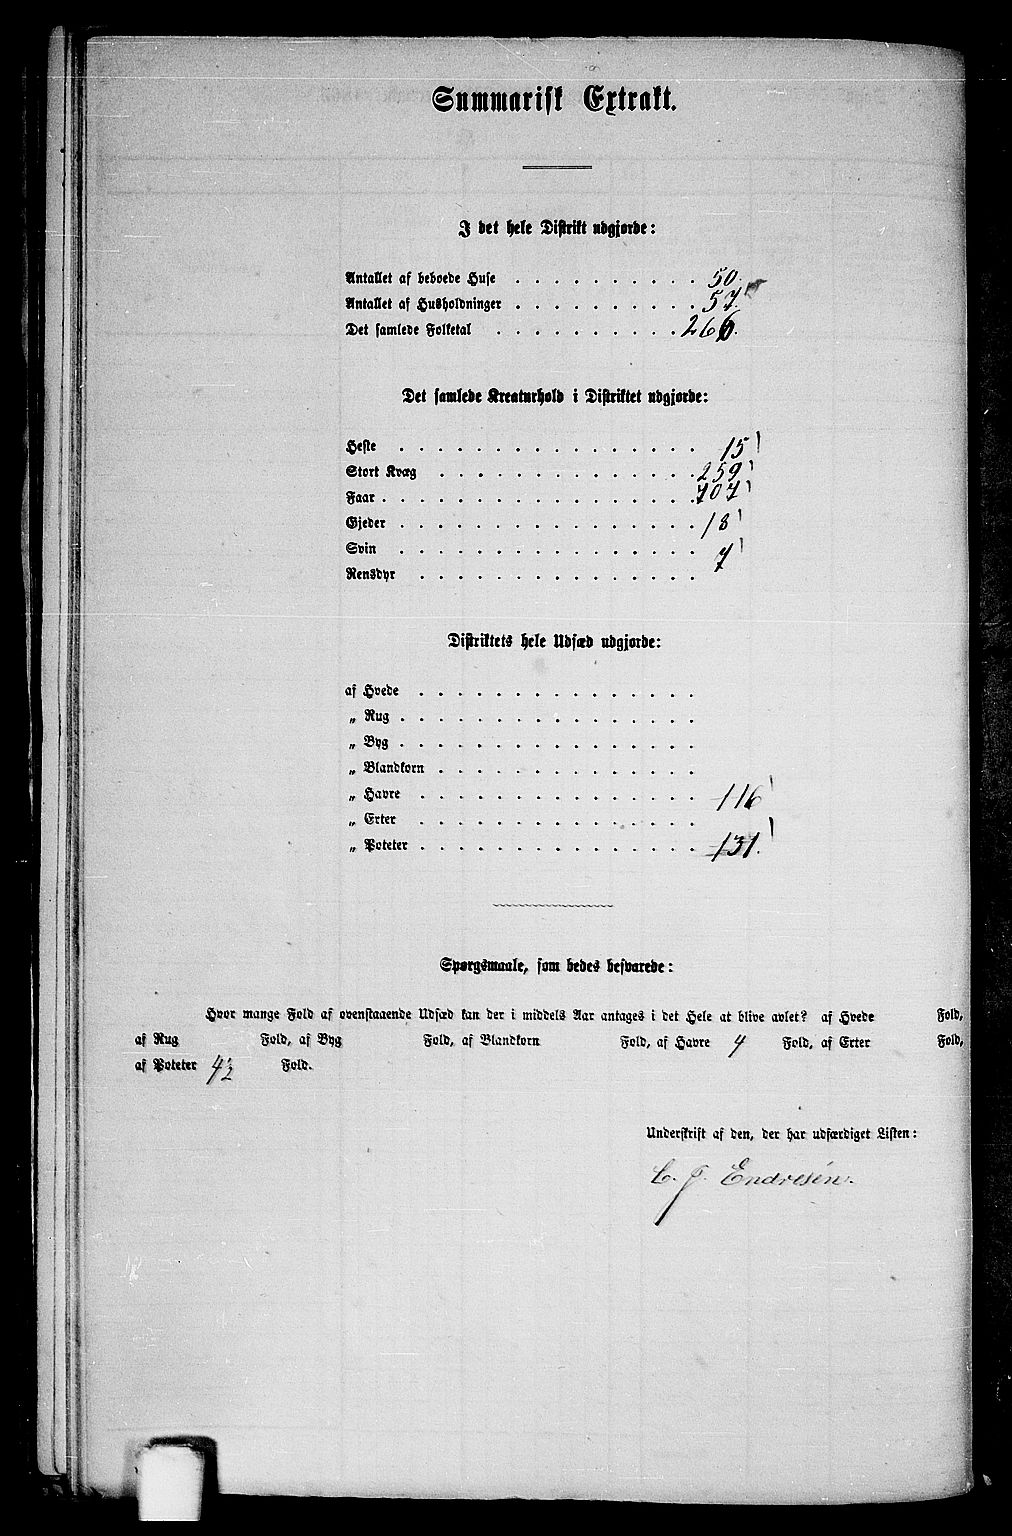 Summarisk Extrakt.
I det hele Distrikt udgjorde:
Antallet af beboede Huse . . . . . . . . . . 50.
Antallet af Husholdninger . . . . . . . . . . 57.
Det samlede Folketal . . . . . . . . . . 266.
Det samlede Kreaturhold i Distriktet udgjorde:
Heste . . . . . . . . . . . . . . . . 15
Stort Kvæg . . . . . . . . . . . . . . 259
Faar . . . . . . . . . . . . . . . . . 707
Gjeder . . . . . . . . . . . . . . . . 18
Svin . . . . . . . . . . . . . . . . 7
Rensdyr . . . . . . . . . . . . . . .
Distriktets hele Udsæd udgjorde:
af Hvede . . . . . . . . . . . . . . .
„ Rug . . . . . . . . . . . . . . . .
„ Byg . . . . . . . . . . . . . . . .
„ Blandkorn . . . . . . . . . . . . . .
„ Havre . . . . . . . . . . . . . . . 116
„ Erter . . . . . . . . . . . . . . .
„ Poteter . . . . . . . . . . . . . . . 131.
Spørgsmaale, som bedes besvarede:
Hvor mange Fold af ovenstaaende Udsæd kan der i middels Aar antages i det Hele at blive avlet? af Hvede Fold,
af Rug Fold, af Byg Fold, af Blandkorn Fold, af Havre 4 Fold, af Erter Fold,
af Poteter 4½ Fold.
Underskrift af den, der har udfærdiget Listen:
C. J. Endresen.